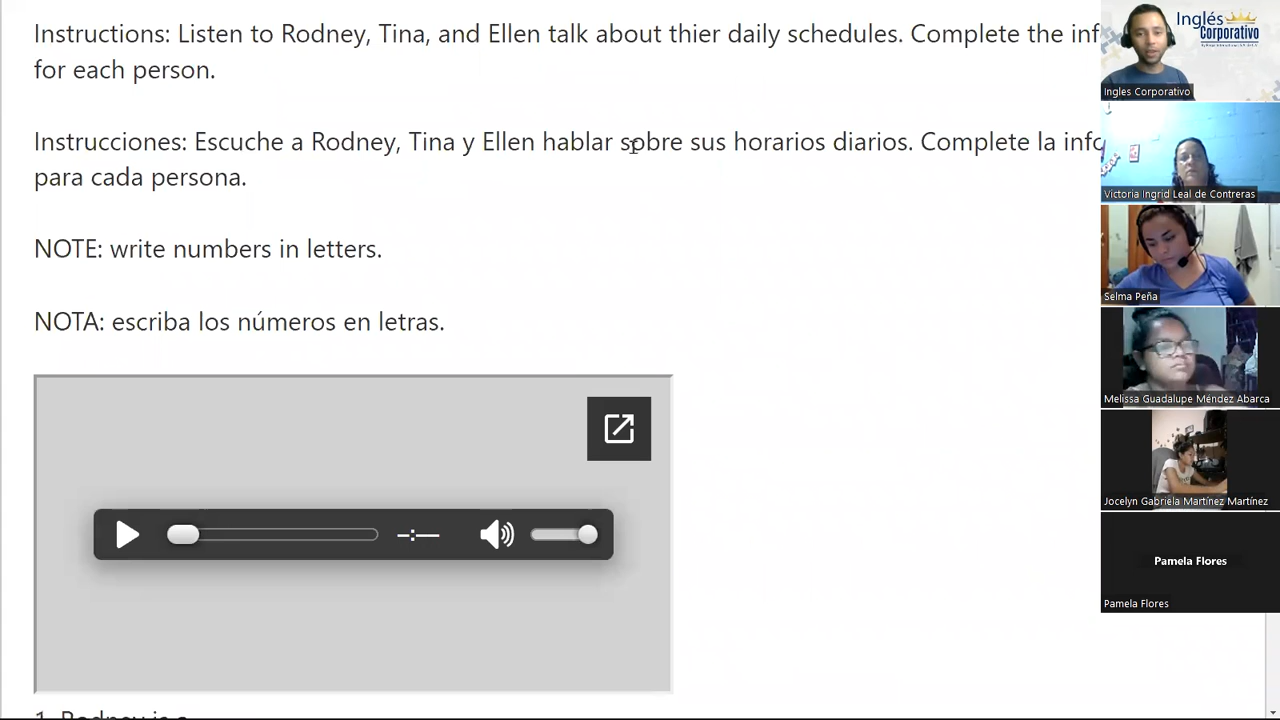 Instructions: Listen to Rodney, Tina, and Ellen talk about thier daily schedules. Complete the
for each person.
Instrucciones: Escuche a Rodney, Tina y Ellen hablar sobre sus horarios diarios. Complete la
para cada persona.
NOTE: write numbers in letters.
NOTA: escriba los números en letras.
-:--
1. Rodney is a
Inglés
Corporativo
Ingles Corporativo
Victoria Ingrid Leal de Contreras
Selma Peña
Melissa Guadalupe Méndez Abarca
Jocelyn Gabriela Martínez Martínez
Pamela Flores
Pamela Flores